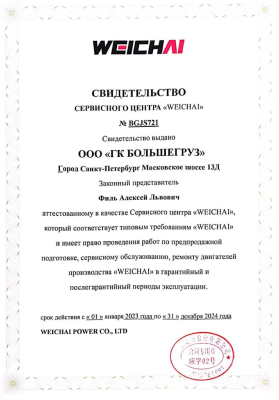 WEICHAI
СВИДЕТЕЛЬСТВО
СЕРВИСНОГО ЦЕНТРА «WEICHAI»
№ BGJS721
Свидетельство выдано
ООО «ГК БОЛЬШЕГРУЗ»
Город Санкт-Петербург Московское шоссе 13Д
Законный представитель
Филь Алексей Львович
аттестованному в качестве Сервисного центра «WEICHAI»,
который соответствует типовым требованиям «WEICHAI»
и имеет право проведения работ по предпродажной
подготовке, сервисному обслуживанию, ремонту двигателей
производства «WEICHAI» в гарантийный и
послегарантийный периоды эксплуатации.
срок действия с « 01 » января 2023 года по « 31 » декабря 2024 года
WEICHAI POWER CO., LTD